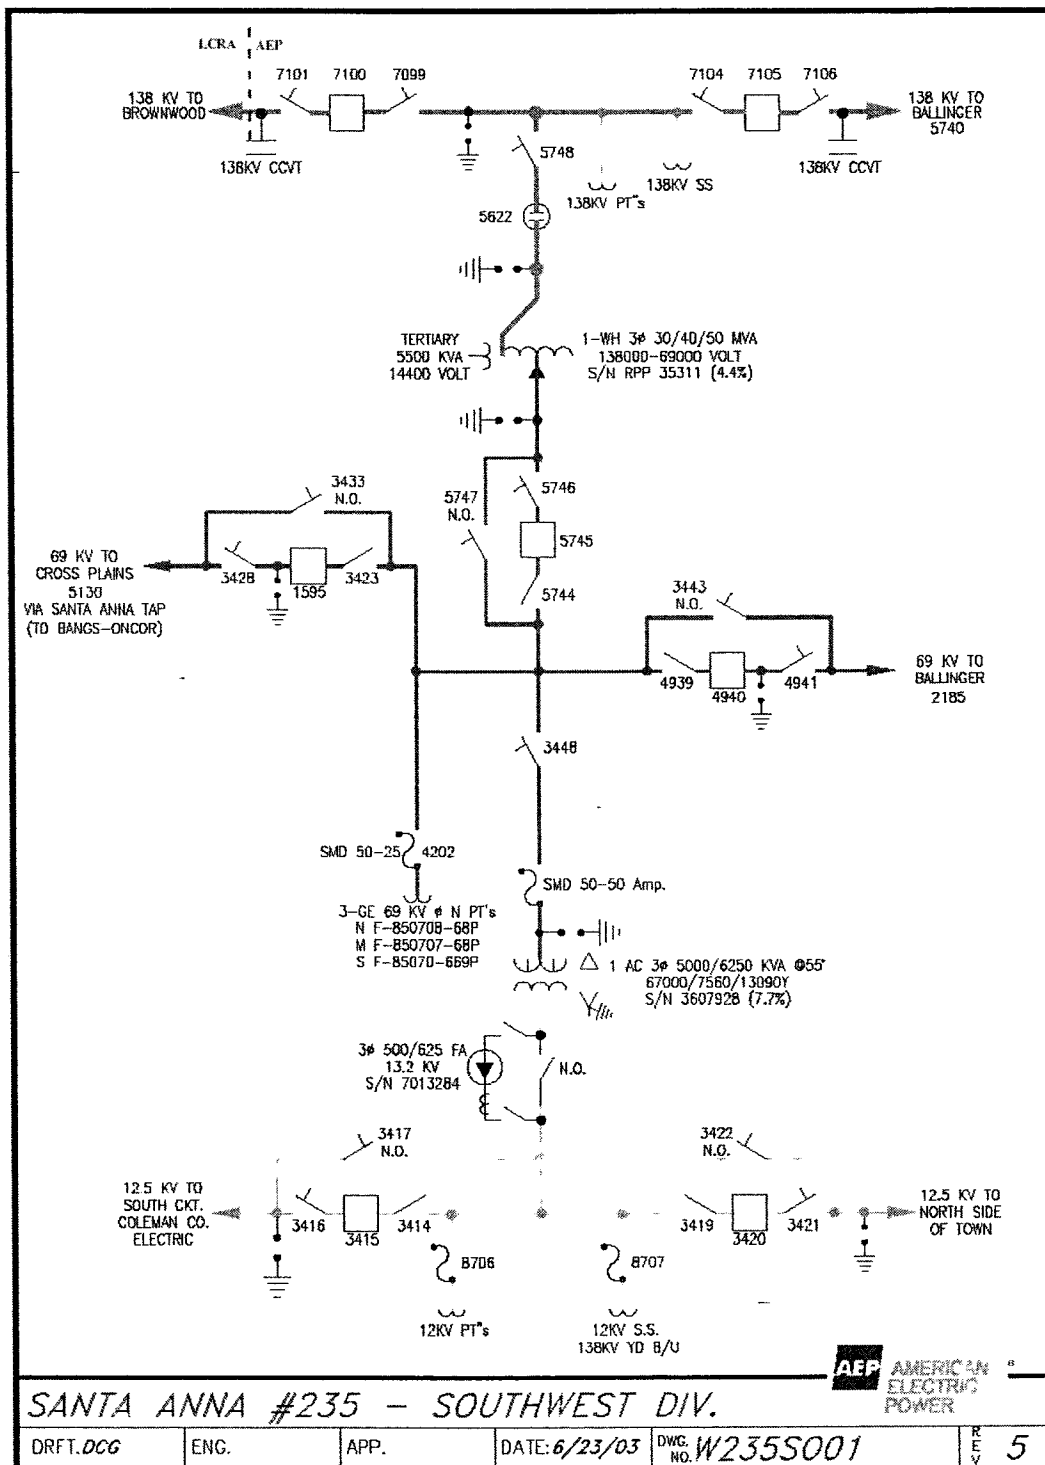 LCRA AEP
7101 7100 7099
7104 7105 7106
138 KV TO
BROWNWOOD
138 KV TO
BALLINGER
5740
138KV CCVT
5748
138KV PT"s
138KV SS
138KV CCVT
5622
TERTIARY
5500 KVA
14400 VOLT
1-WH 3ø 30/40/50 MVA
138000-69000 VOLT
S/N RPP 35311 (4.4%)
3433
N.O.
5747
N.O.
5746
5745
5744
69 KV TO
CROSS PLAINS
5130
VIA SANTA ANNA TAP
(TO BANGS-ONCOR)
3428 1595 3423
3443
N.O.
4939 4940 4941
69 KV TO
BALLINGER
2185
3448
SMD 50-25 4202
SMD 50-50 Amp.
3-GE 69 KV ø N PT's
N F-850708-68P
M F-850707-68P
S F-85070-669P
1 AC 3ø 5000/6250 KVA @55°
67000/7560/13090Y
S/N 3607928 (7.7%)
3ø 500/625 FA
13.2 KV
S/N 7013284
N.O.
3417
N.O.
3422
N.O.
12.5 KV TO
SOUTH CKT.
COLEMAN CO.
ELECTRIC
3416 3415 3414
3419 3420 3421
12.5 KV TO
NORTH SIDE
OF TOWN
8706
8707
12KV PT"s
12KV S.S.
138KV YD B/U
AEP AMERICAN
ELECTRIC
POWER
SANTA ANNA #235 - SOUTHWEST DIV.
DRFT.DCG ENG. APP. DATE:6/23/03 DWG. NO. W235SO01 REV 5